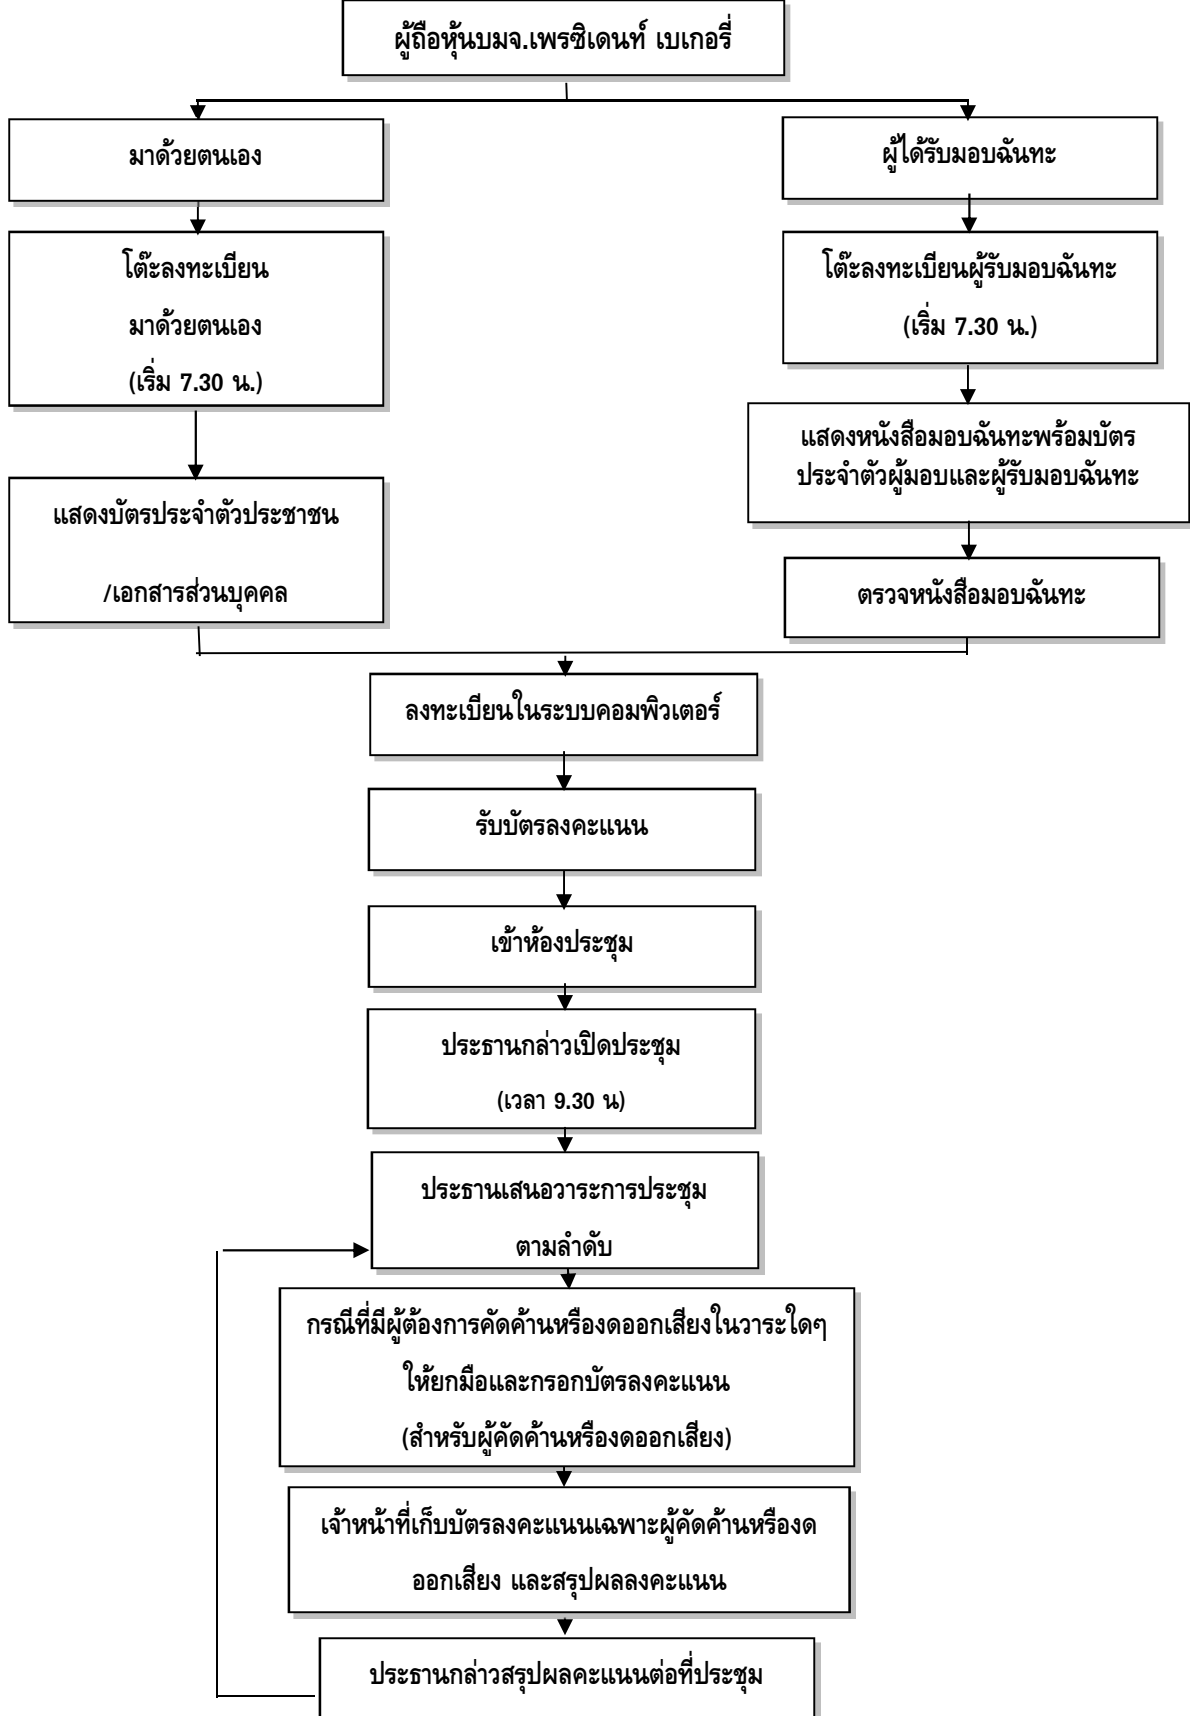 ผู้ถือหุ้นบมจ.เพรซิเดนท์ เบเกอรี่
มาด้วยตนเอง
ผู้ได้รับมอบฉันทะ
โต๊ะลงทะเบียน
มาด้วยตนเอง
(เริ่ม 7.30 น.)
โต๊ะลงทะเบียนผู้รับมอบฉันทะ
(เริ่ม 7.30 น.)
แสดงบัตรประจำตัวประชาชน
/เอกสารส่วนบุคคล
แสดงหนังสือมอบฉันทะพร้อมบัตร
ประจำตัวผู้มอบและผู้รับมอบฉันทะ
ตรวจหนังสือมอบฉันทะ
ลงทะเบียนในระบบคอมพิวเตอร์
รับบัตรลงคะแนน
เข้าห้องประชุม
ประธานกล่าวเปิดประชุม
(เวลา 9.30 น)
ประธานเสนอวาระการประชุม
ตามลำดับ
กรณีที่มีผู้ต้องการคัดค้านหรืองดออกเสียงในวาระใดๆ
ให้ยกมือและกรอกบัตรลงคะแนน
(สำหรับผู้คัดค้านหรืองดออกเสียง)
เจ้าหน้าที่เก็บบัตรลงคะแนนเฉพาะผู้คัดค้านหรืองด
ออกเสียง และสรุปผลลงคะแนน
ประธานกล่าวสรุปผลคะแนนต่อที่ประชุม